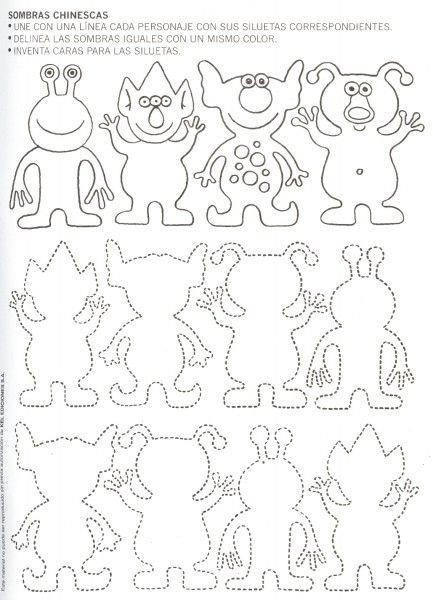 SOMBRAS CHINESCAS
• UNE CON UNA LÍNEA CADA PERSONAJE CON SUS SILUETAS CORRESPONDIENTES.
• DELINEA LAS SOMBRAS IGUALES CON UN MISMO COLOR.
• INVENTA CARAS PARA LAS SILUETAS.
Este material no puede ser reproducido sin previa autorización de KEL EDICIONES S.A.